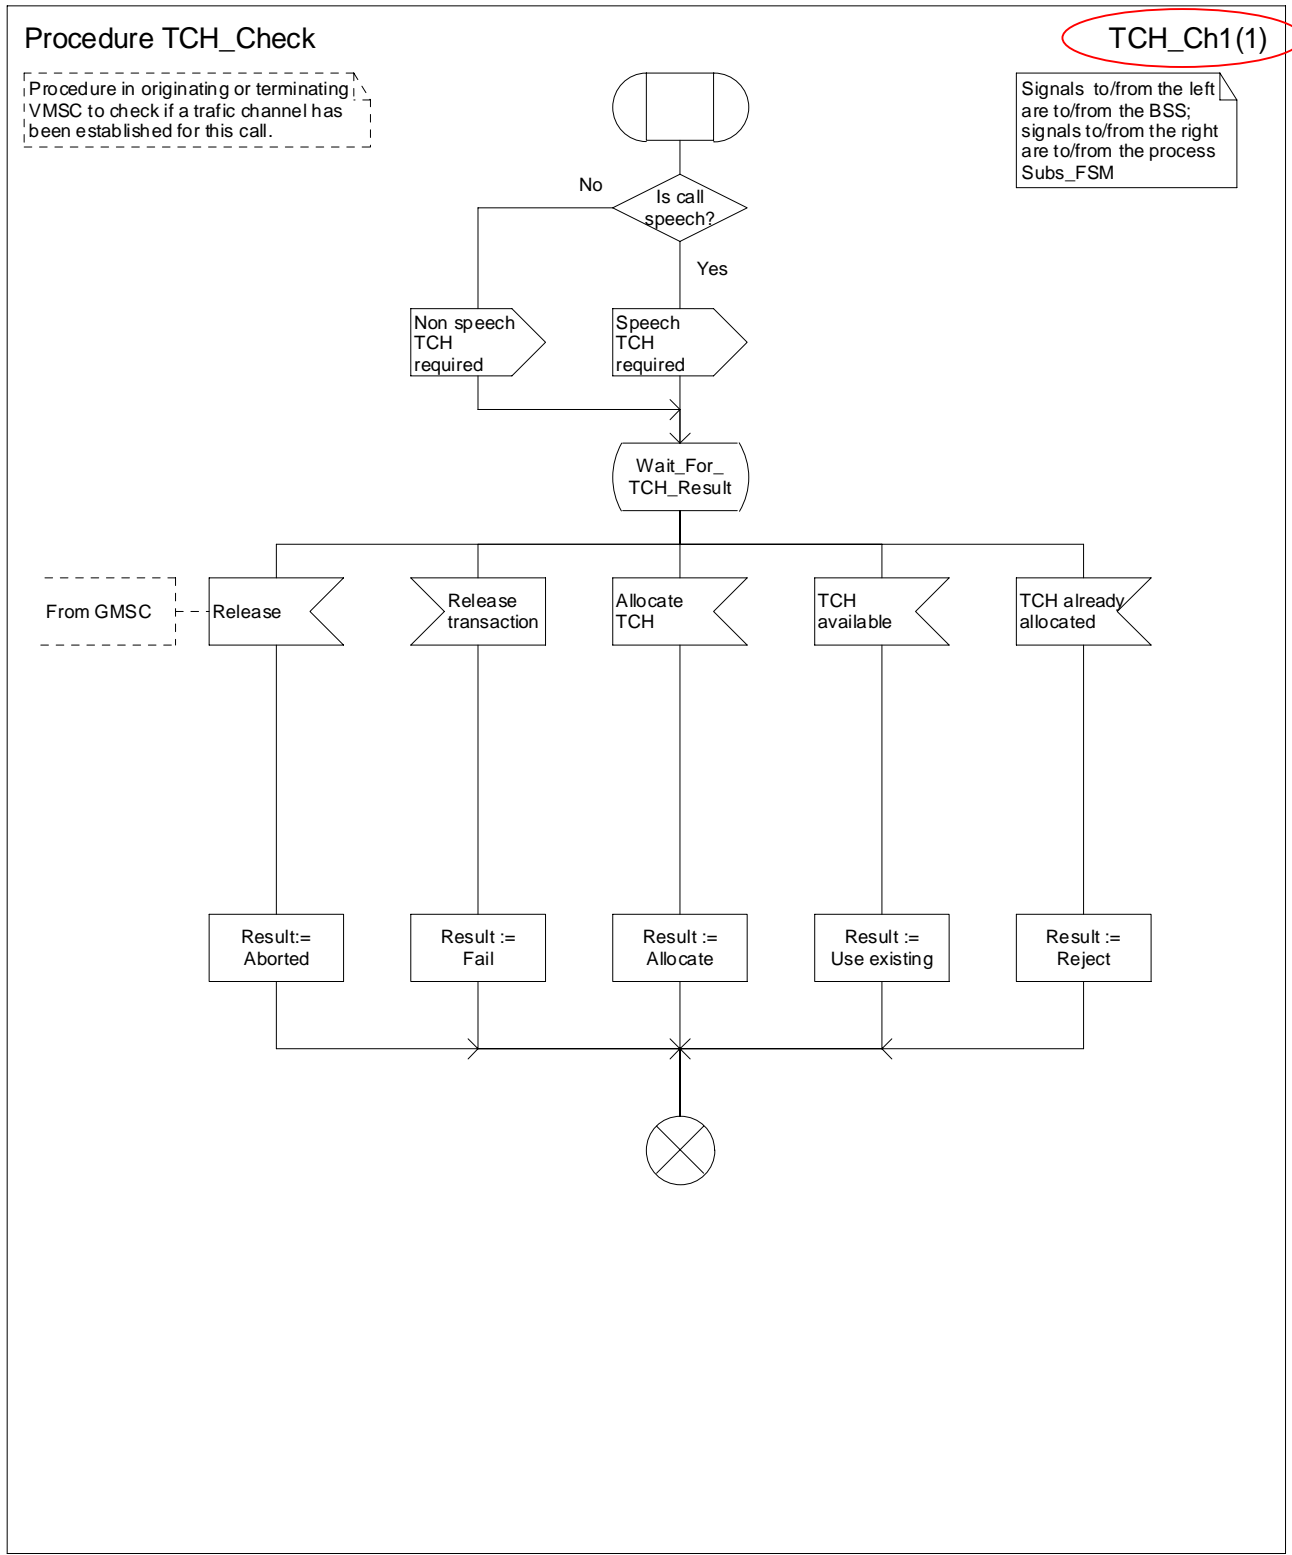 Procedure TCH_Check
TCH_Ch1(1)
Procedure in originating or terminating
VMSC to check if a trafic channel has
been established for this call.
Signals to/from the left
are to/from the BSS;
signals to/from the right
are to/from the process
Subs_FSM
Is call
speech?
No
Yes
Non speech
TCH
required
Speech
TCH
required
Wait_For_
TCH_Result
From GMSC
Release
Release
transaction
Allocate
TCH
TCH
available
TCH already
allocated
Result:=
Aborted
Result :=
Fail
Result :=
Allocate
Result :=
Use existing
Result :=
Reject